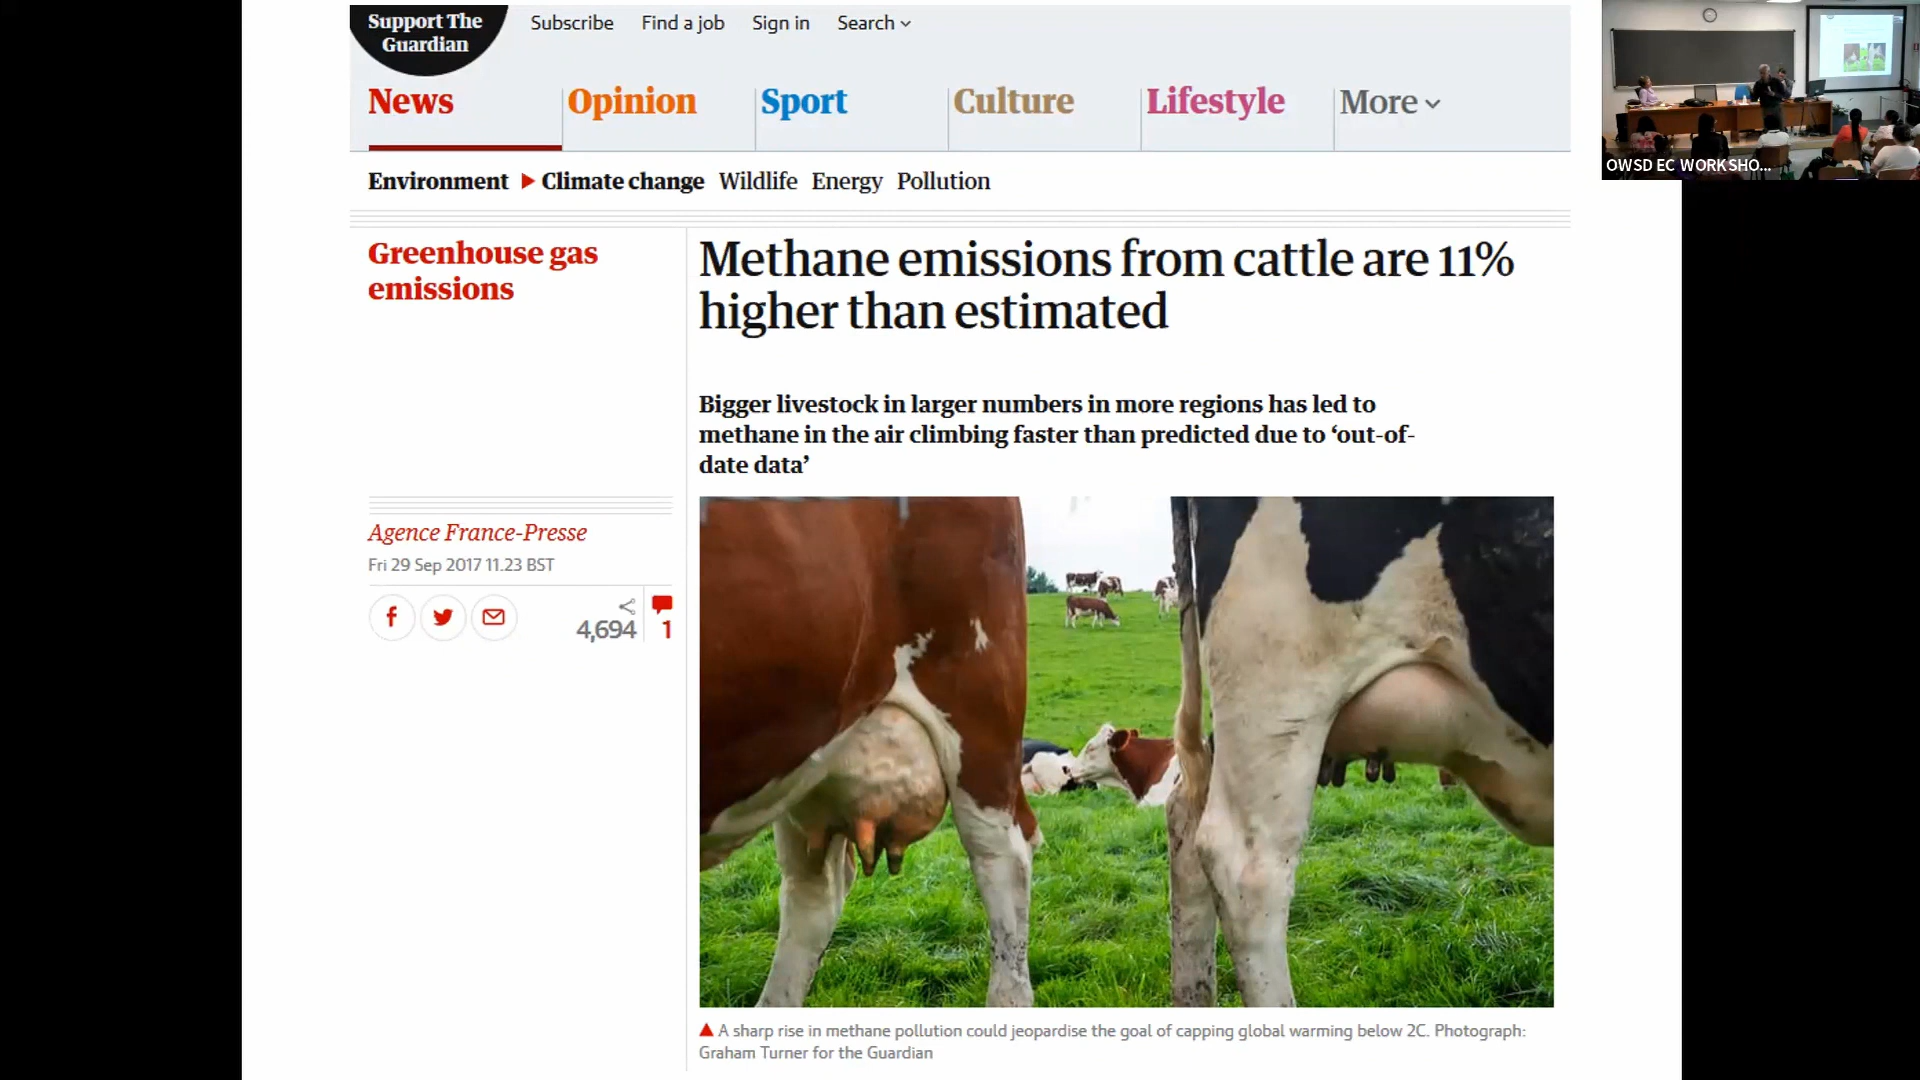 Support The
Guardian
Subscribe Find a job Sign in Search
News Opinion Sport Culture Lifestyle More
Environment Climate change Wildlife Energy Pollution
Greenhouse gas
emissions
Methane emissions from cattle are 11%
higher than estimated
Bigger livestock in larger numbers in more regions has led to
methane in the air climbing faster than predicted due to ‘out-of-
date data’
Agence France-Presse
Fri 29 Sep 2017 11.23 BST
4,694 1
A sharp rise in methane pollution could jeopardise the goal of capping global warming below 2C. Photograph:
Graham Turner for the Guardian
OWSD EC WORKSHO...